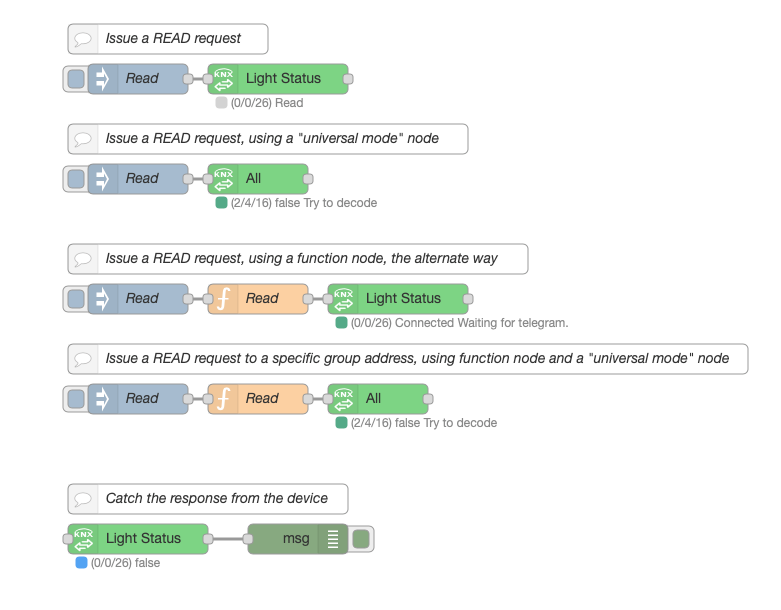 Issue a READ request
Read KNX Light Status
(0/0/26) Read
Issue a READ request, using a "universal mode" node
Read KNX All
(2/4/16) false Try to decode
Issue a READ request, using a function node, the alternate way
Read Read KNX Light Status
(0/0/26) Connected Waiting for telegram.
Issue a READ request to a specific group address, using function node and a "universal mode" node
Read Read KNX All
(2/4/16) false Try to decode
Catch the response from the device
KNX Light Status msg
(0/0/26) false